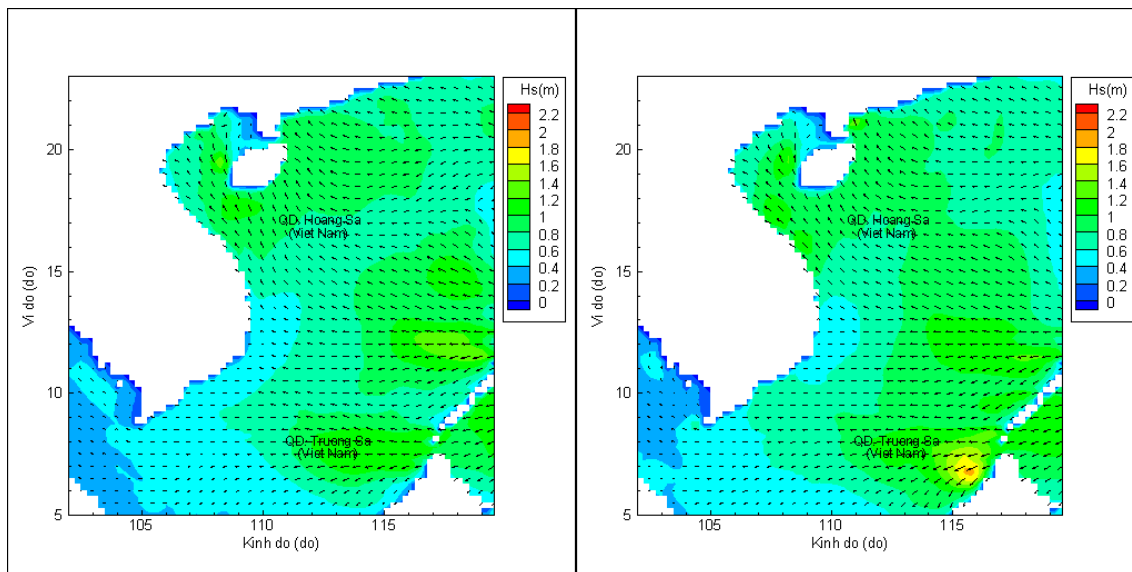 Hs(m)
2.2
2
1.8
1.6
1.4
1.2
1
0.8
0.6
0.4
0.2
0
20
15
10
5
Vi do (do)
105
110
115
Kinh do (do)
QD. Hoang Sa
(Viet Nam)
QD. Truong Sa
(Viet Nam)
Hs(m)
2.2
2
1.8
1.6
1.4
1.2
1
0.8
0.6
0.4
0.2
0
20
15
10
5
Vi do (do)
105
110
115
Kinh do (do)
QD. Hoang Sa
(Viet Nam)
QD. Truong Sa
(Viet Nam)